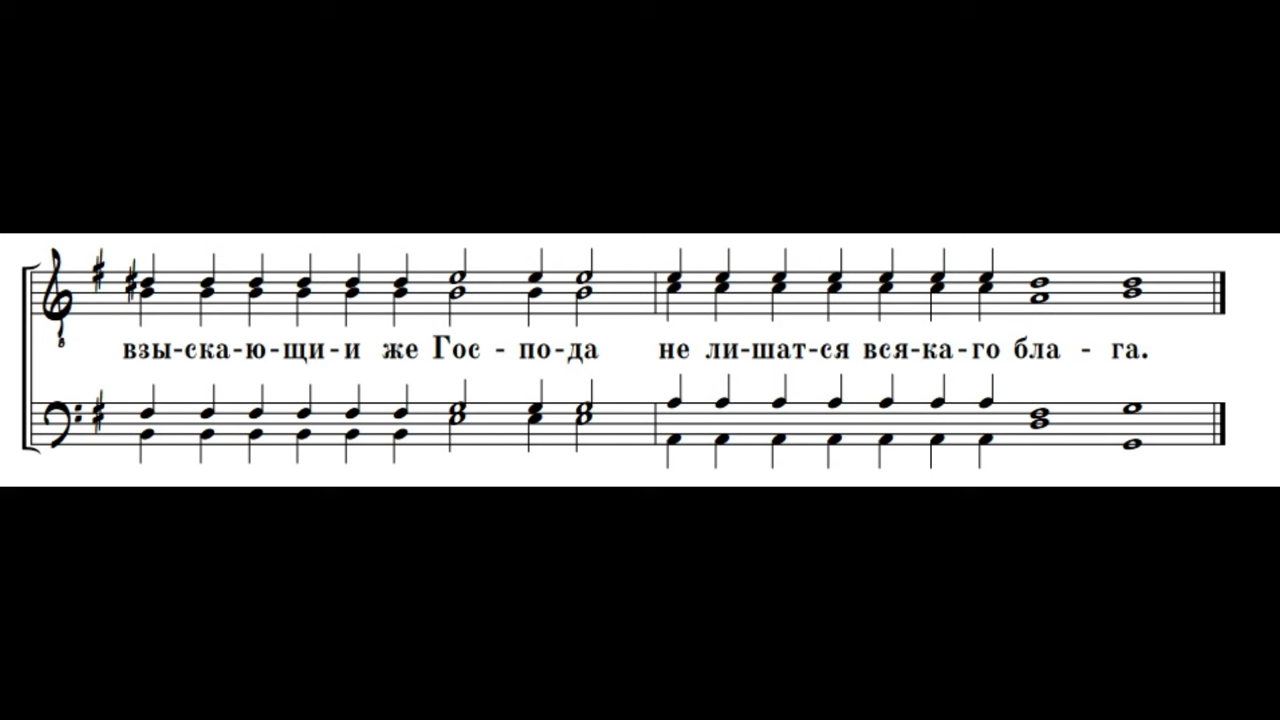 взы-ска-ю-щи-и же Гос - по-да не ли-шат-ся вся-ка-го бла - га.